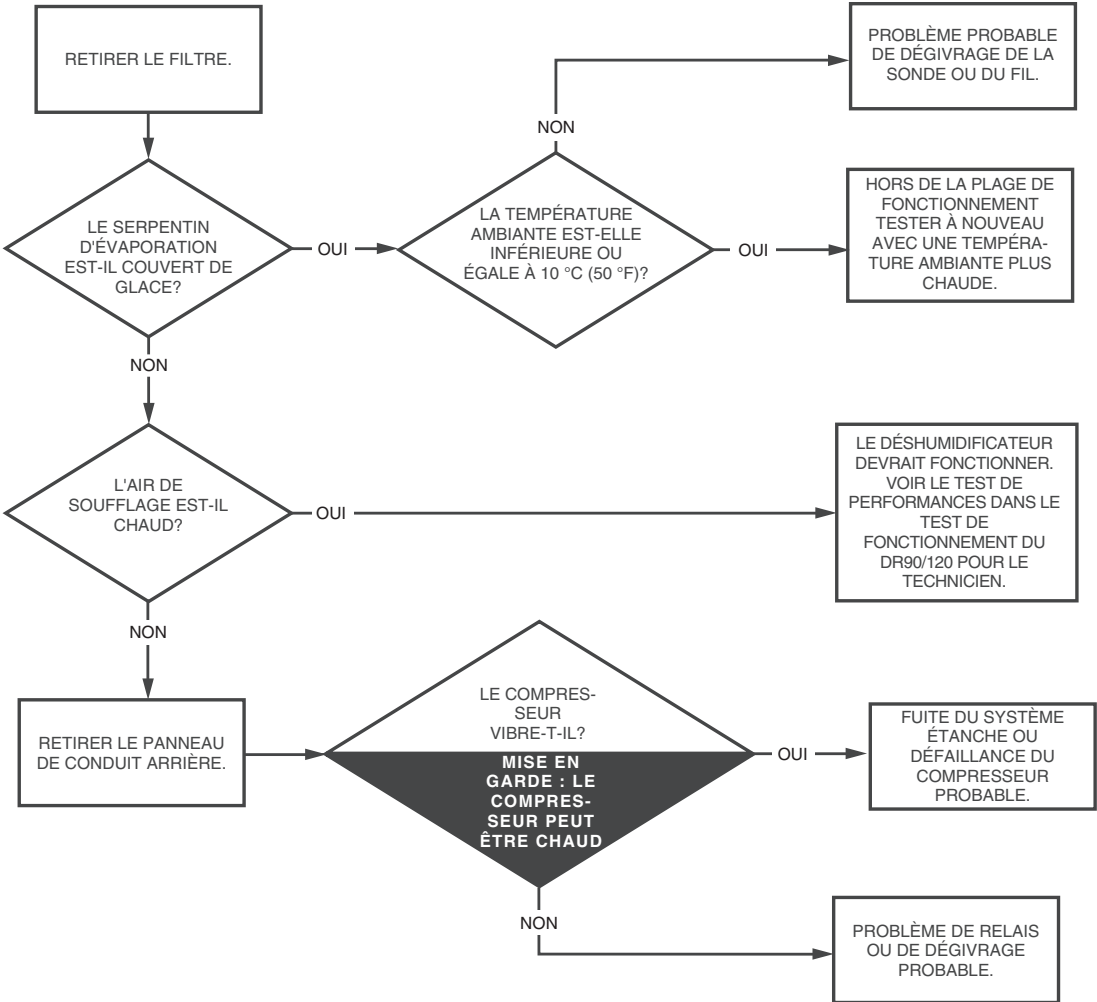 RETIRER LE FILTRE.
PROBLÈME PROBABLE
DE DÉGIVRAGE DE LA
SONDE OU DU FIL.
NON
LE SERPENTIN
D'ÉVAPORATION
EST-IL COUVERT DE
GLACE?
OUI
LA TEMPÉRATURE
AMBIANTE EST-ELLE
INFÉRIEURE OU
ÉGALE À 10 °C (50 °F)?
OUI
HORS DE LA PLAGE DE
FONCTIONNEMENT
TESTER À NOUVEAU
AVEC UNE TEMPÉRA-
TURE AMBIANTE PLUS
CHAUDE.
NON
L'AIR DE
SOUFFLAGE EST-IL
CHAUD?
OUI
LE DÉSHUMIDIFICATEUR
DEVRAIT FONCTIONNER.
VOIR LE TEST DE
PERFORMANCES DANS LE
TEST DE
FONCTIONNEMENT DU
DR90/120 POUR LE
TECHNICIEN.
NON
RETIRER LE PANNEAU
DE CONDUIT ARRIÈRE.
LE COMPRES-
SEUR
VIBRE-T-IL?
MISE EN
GARDE : LE
COMPRES-
SEUR PEUT
ÊTRE CHAUD
OUI
FUITE DU SYSTÈME
ÉTANCHE OU
DÉFAILLANCE DU
COMPRESSEUR
PROBABLE.
NON
PROBLÈME DE RELAIS
OU DE DÉGIVRAGE
PROBABLE.